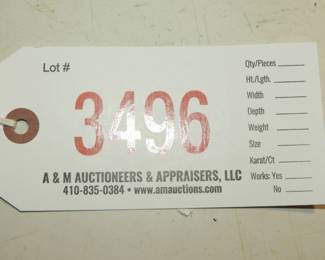 Lot #
3496
A & M AUCTIONEERS & APPRAISERS, LLC
410-835-0384 • www.amauctions.com
Qty/Pieces
Ht./Lgth.
Width
Depth
Weight
Size
Karat/Ct
Works: Yes
No